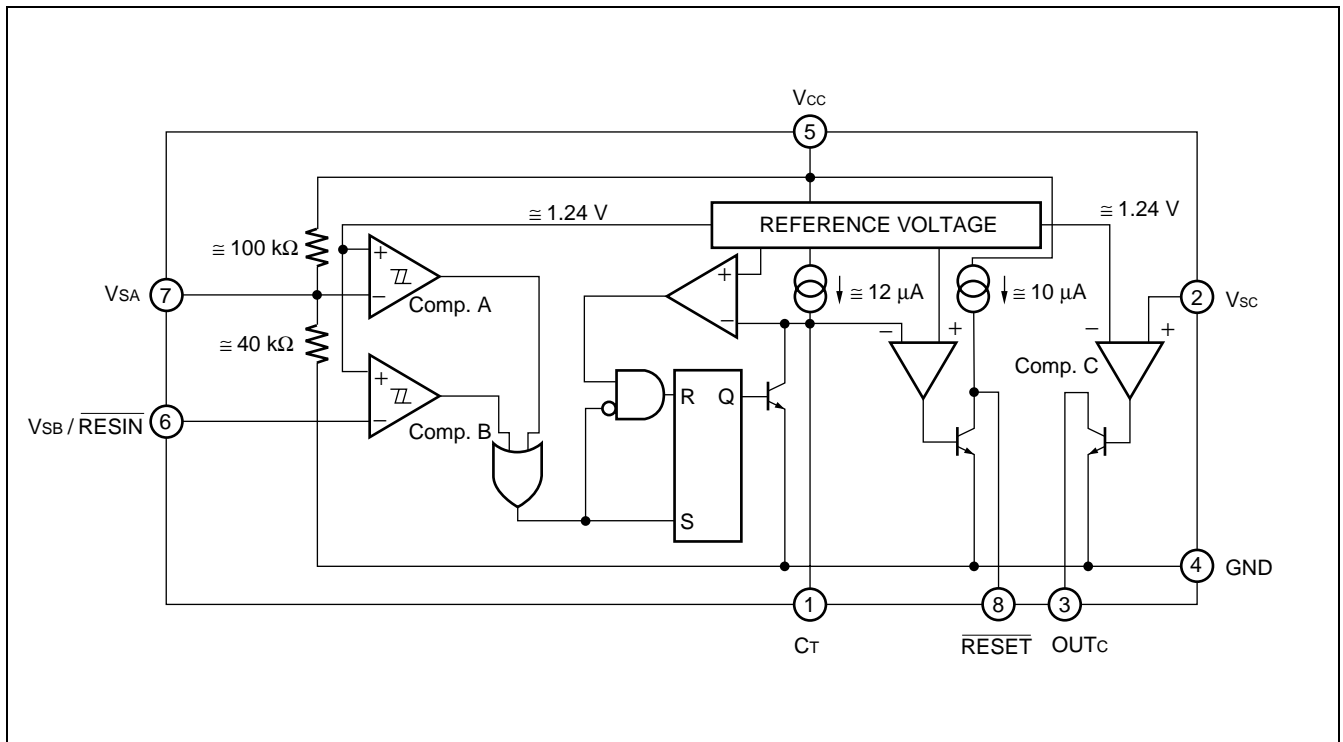 VCC
5
≅ 1.24 V
REFERENCE VOLTAGE
≅ 1.24 V
≅ 100 kΩ
+
−
Comp. A
+
−
≅ 12 µA
≅ 10 µA
VSA
7
2
VSC
−
+
−
+
≅ 40 kΩ
Comp. C
+
−
Comp. B
R
Q
VSB / RESIN
6
S
4
GND
1
8
3
CT
RESET
OUTC